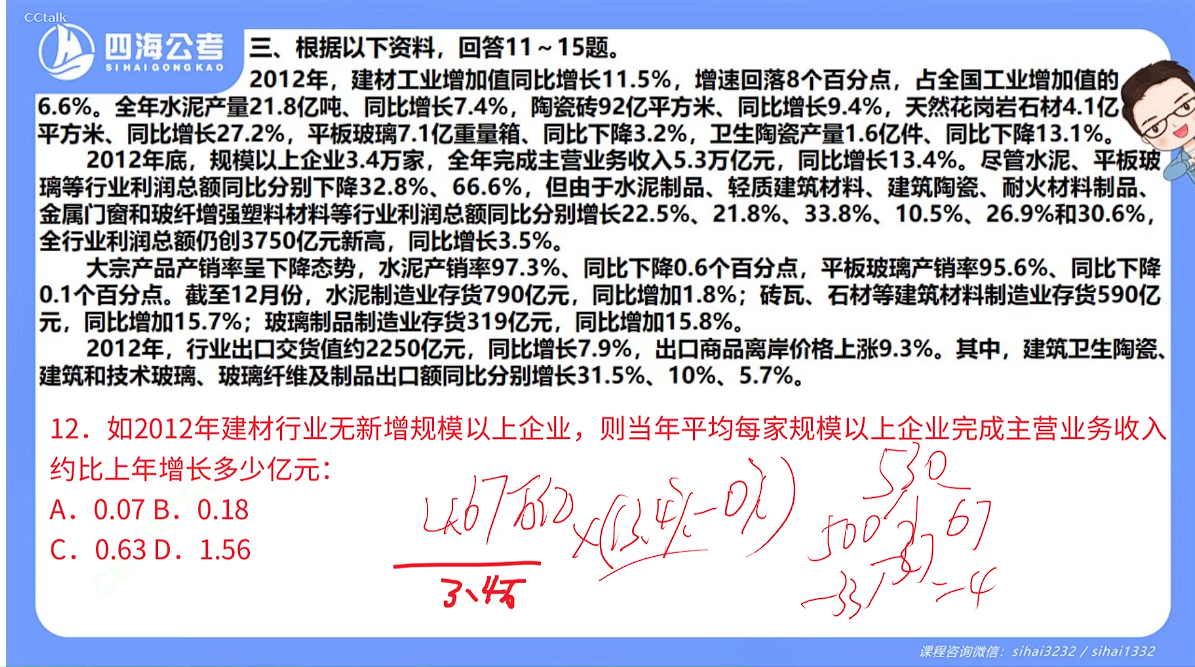 CCtalk
四海公考
SIHAIGONGKAO
三、根据以下资料，回答11～15题。
2012年，建材工业增加值同比增长11.5%，增速回落8个百分点，占全国工业增加值的
6.6%。全年水泥产量21.8亿吨、同比增长7.4%，陶瓷砖92亿平方米、同比增长9.4%，天然花岗岩石材4.1亿
平方米、同比增长27.2%，平板玻璃7.1亿重量箱、同比下降3.2%，卫生陶瓷产量1.6亿件、同比下降13.1%。
2012年底，规模以上企业3.4万家，全年完成主营业务收入5.3万亿元，同比增长13.4%。尽管水泥、平板玻
璃等行业利润总额同比分别下降32.8%、66.6%，但由于水泥制品、轻质建筑材料、建筑陶瓷、耐火材料制品、
金属门窗和玻纤增强塑料材料等行业利润总额同比分别增长22.5%、21.8%、33.8%、10.5%、26.9%和30.6%，
全行业利润总额仍创3750亿元新高，同比增长3.5%。
大宗产品产销率呈下降态势，水泥产销率97.3%、同比下降0.6个百分点，平板玻璃产销率95.6%、同比下降
0.1个百分点。截至12月份，水泥制造业存货790亿元，同比增加1.8%；砖瓦、石材等建筑材料制造业存货590亿
元，同比增加15.7%；玻璃制品制造业存货319亿元，同比增加15.8%。
2012年，行业出口交货值约2250亿元，同比增长7.9%，出口商品离岸价格上涨9.3%。其中，建筑卫生陶瓷、
建筑和技术玻璃、玻璃纤维及制品出口额同比分别增长31.5%、10%、5.7%。
12．如2012年建材行业无新增规模以上企业，则当年平均每家规模以上企业完成主营业务收入
约比上年增长多少亿元：
A．0.07 B．0.18
C．0.63 D．1.56
530
4.67万亿×(13.4%-0%)
500 67
3.4万
-33 = -4
课程咨询微信：sihai3232 / sihai1332